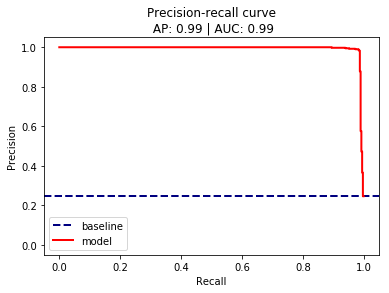 Precision-recall curve
AP: 0.99 | AUC: 0.99
1.0
0.8
0.6
0.4
0.2
0.0
Precision
baseline
model
0.0 0.2 0.4 0.6 0.8 1.0
Recall